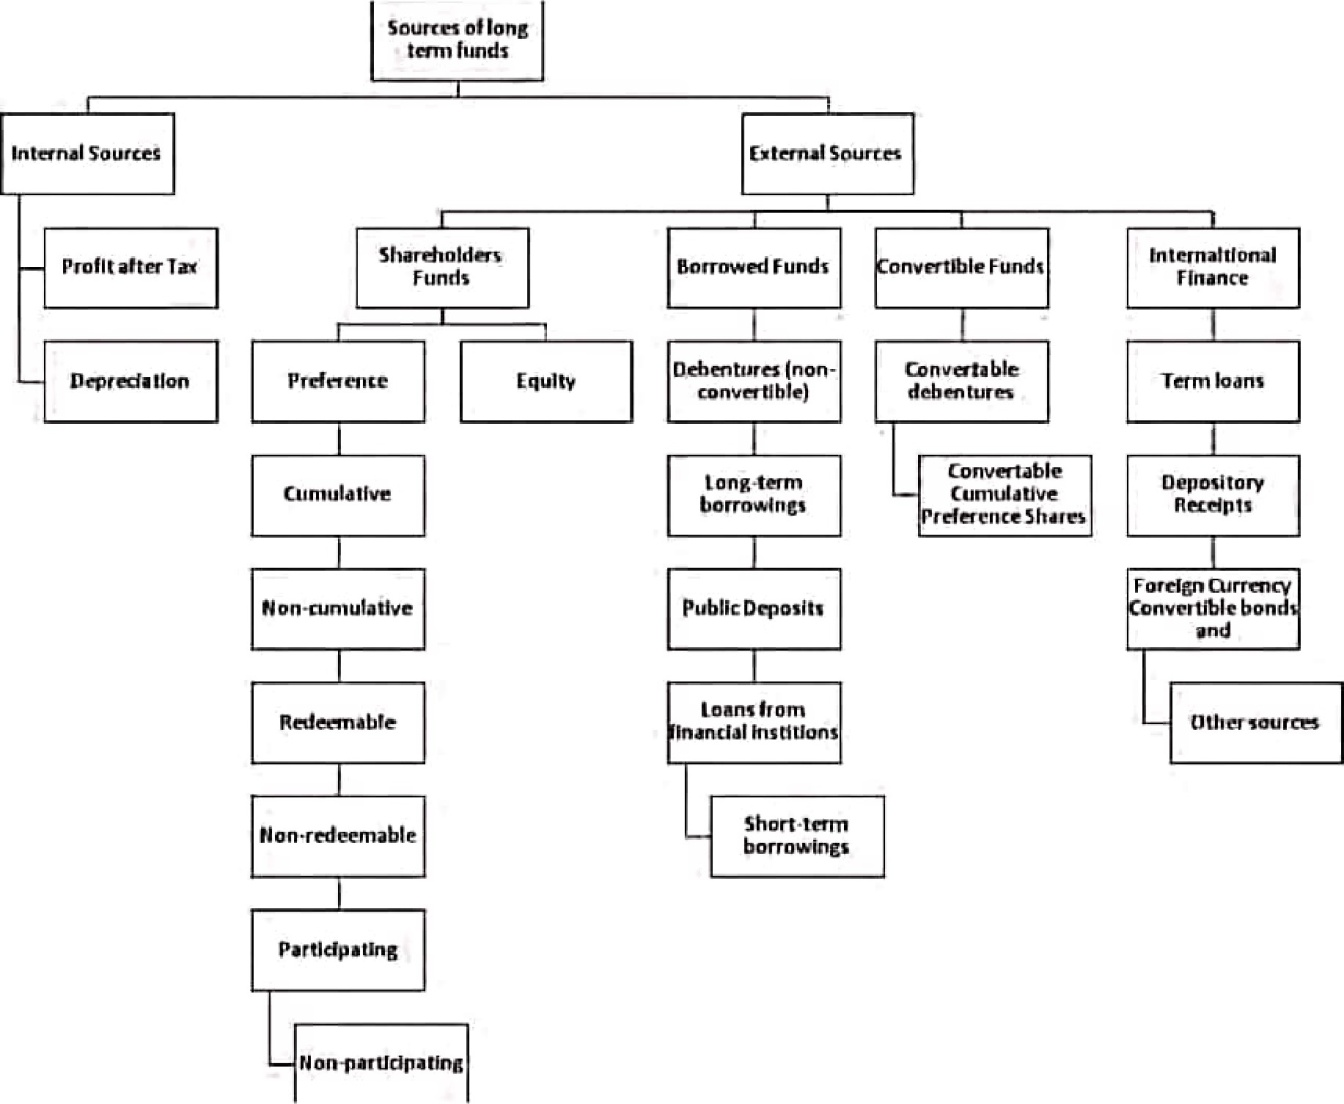 Sources of long
term funds
Internal Sources
External Sources
Profit after Tax
Shareholders
Funds
Borrowed Funds
Convertible Funds
Internaltional
Finance
Depreciation
Preference
Equity
Debentures (non-
convertible)
Convertable
debentures
Term loans
Cumulative
Long-term
borrowings
Convertable
Cumulative
Preference Shares
Depository
Receipts
Non-cumulative
Public Deposits
Foreign Currency
Convertible bonds
and
Redeemable
Loans from
financial institions
Other sources
Non-redeemable
Short-term
borrowings
Participating
Non-participating